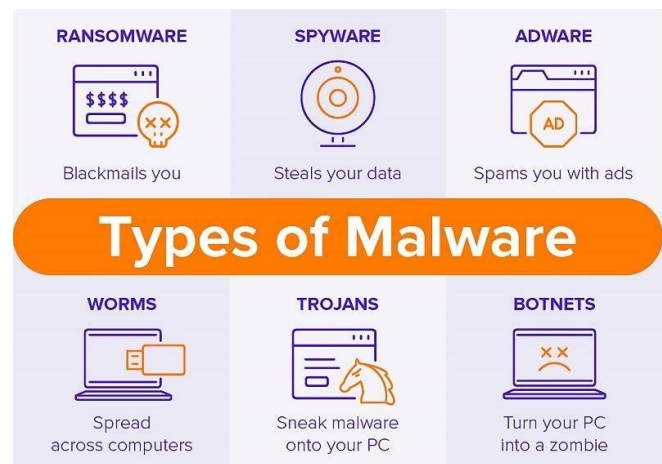 RANSOMWARE
SPYWARE
ADWARE
$$$$
AD
Blackmails you
Steals your data
Spams you with ads
Types of Malware
WORMS
TROJANS
BOTNETS
Spread
across computers
Sneak malware
onto your PC
Turn your PC
into a zombie